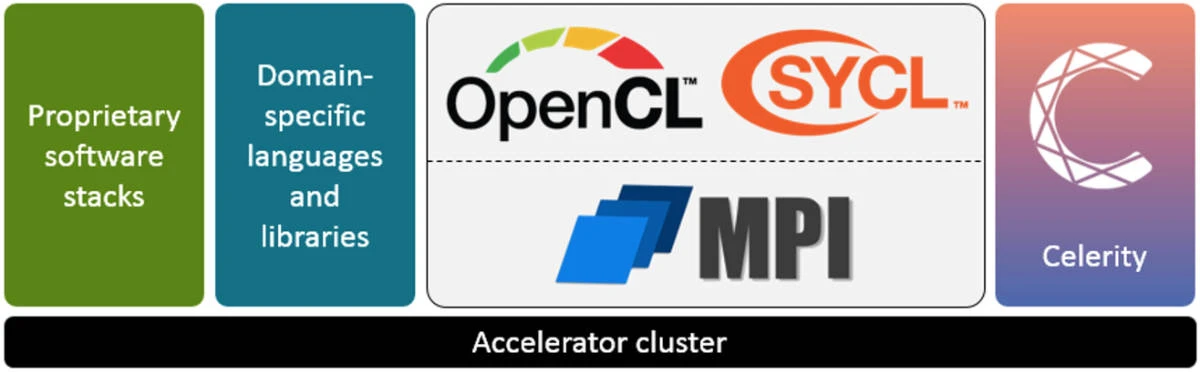 Proprietary
software
stacks
Domain-
specific
languages
and
libraries
OpenCL™
SYCL™
MPI
Celerity
Accelerator cluster